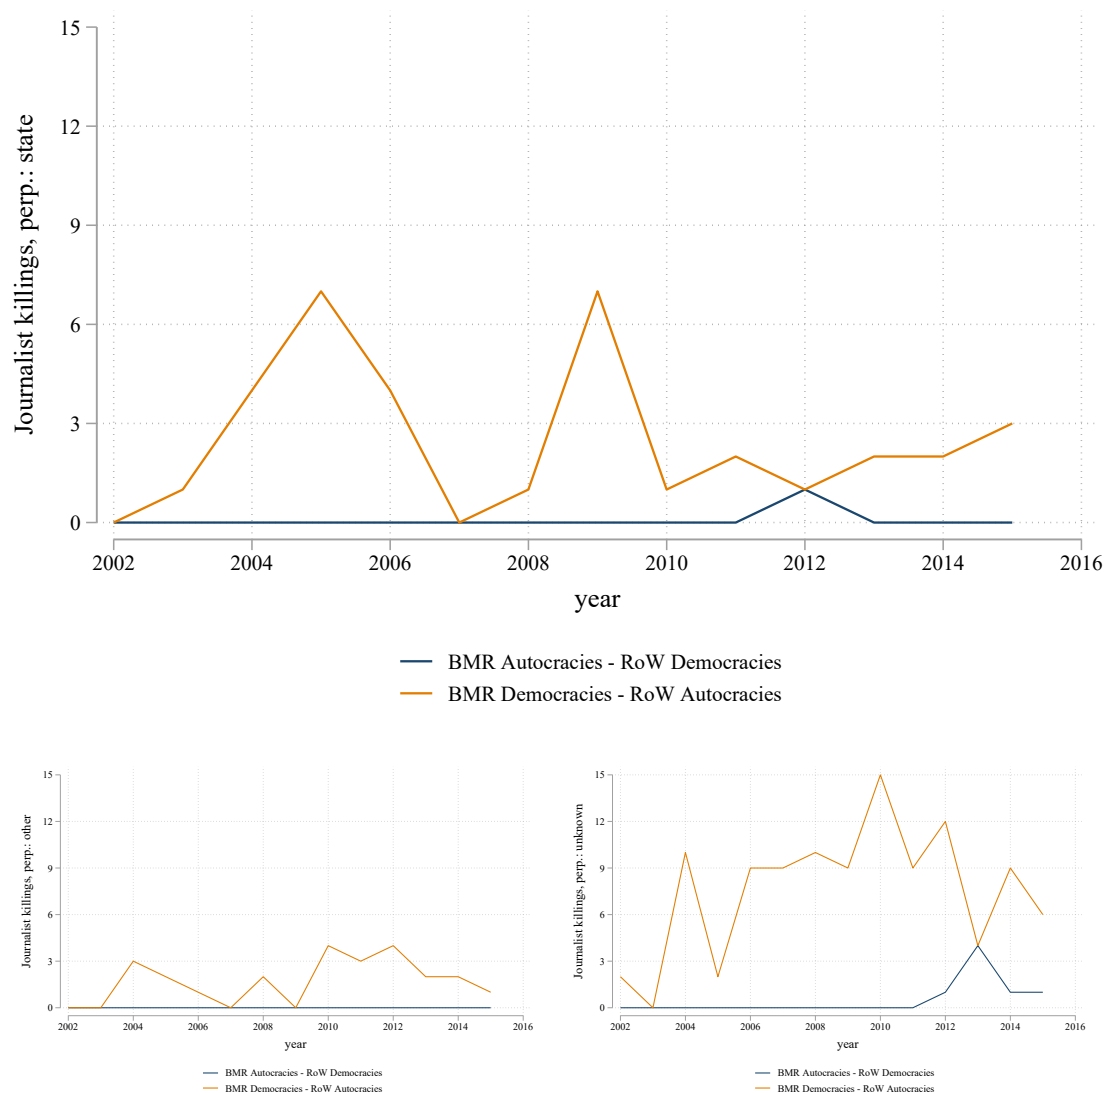 Journalist killings, perp.: state
15
12
9
6
3
0
2002 2004 2006 2008 2010 2012 2014 2016
year
BMR Autocracies - RoW Democracies
BMR Democracies - RoW Autocracies
Journalist killings, perp.: other
15
12
9
6
3
0
2002 2004 2006 2008 2010 2012 2014 2016
year
BMR Autocracies - RoW Democracies
BMR Democracies - RoW Autocracies
Journalist killings, perp.: unknown
15
12
9
6
3
0
2002 2004 2006 2008 2010 2012 2014 2016
year
BMR Autocracies - RoW Democracies
BMR Democracies - RoW Autocracies